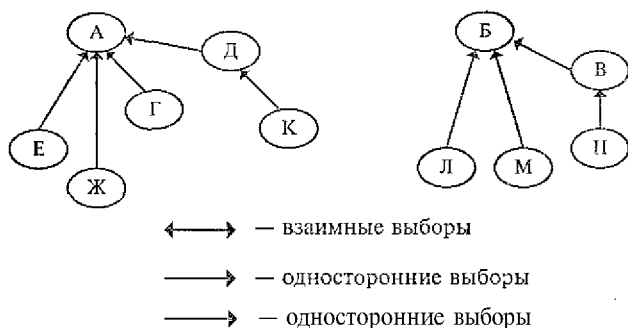 А
Б
Д
В
Г
К
Е
Ж
Л
М
П
— взаимные выборы
— односторонние выборы
— односторонние выборы